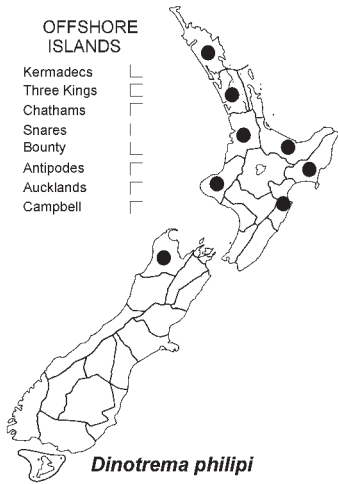 OFFSHORE
ISLANDS
Kermadecs
Three Kings
Chathams
Snares
Bounty
Antipodes
Aucklands
Campbell
Dinotrema philipi